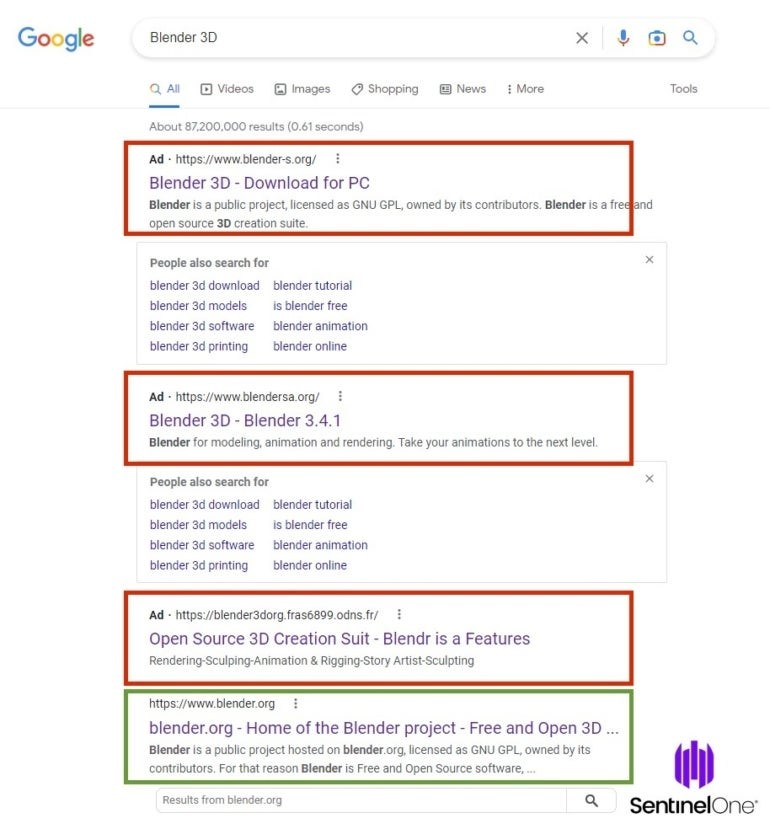 Google
Blender 3D
All Videos Images Shopping News More Tools
About 87,200,000 results (0.61 seconds)
Ad · https://www.blender-s.org/
Blender 3D - Download for PC
Blender is a public project, licensed as GNU GPL, owned by its contributors. Blender is a free and
open source 3D creation suite.
People also search for
blender 3d download blender tutorial
blender 3d models is blender free
blender 3d software blender animation
blender 3d printing blender online
Ad · https://www.blendersa.org/
Blender 3D - Blender 3.4.1
Blender for modeling, animation and rendering. Take your animations to the next level.
People also search for
blender 3d download blender tutorial
blender 3d models is blender free
blender 3d software blender animation
blender 3d printing blender online
Ad · https://blender3dorg.fras6899.odns.fr/
Open Source 3D Creation Suit - Blendr is a Features
Rendering-Sculping-Animation & Rigging-Story Artist-Sculpting
https://www.blender.org
blender.org - Home of the Blender project - Free and Open 3D ...
Blender is a public project hosted on blender.org, licensed as GNU GPL, owned by its
contributors. For that reason Blender is Free and Open Source software, ...
Results from blender.org
SentinelOne®